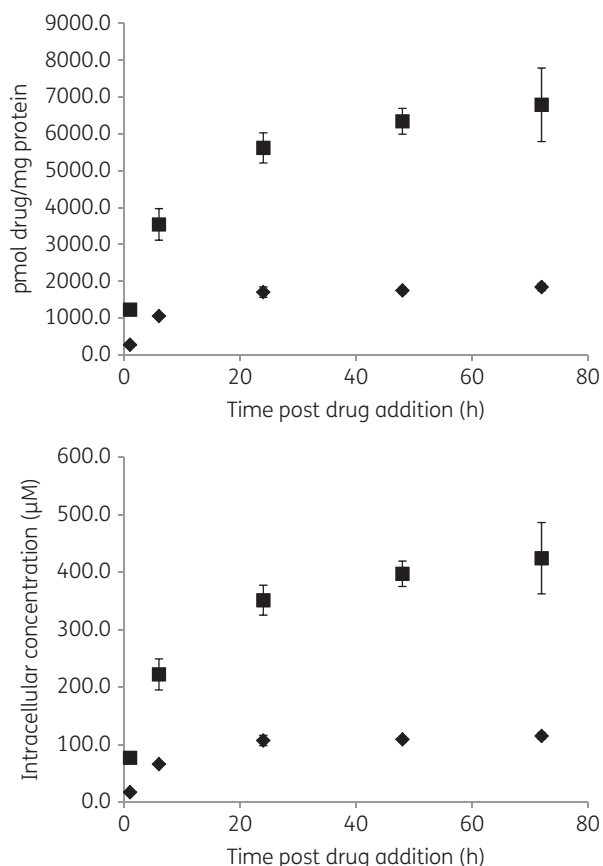 9000.0
8000.0
7000.0
6000.0
5000.0
4000.0
3000.0
2000.0
1000.0
0.0
pmol drug/mg protein
0 20 40 60 80
Time post drug addition (h)
600.0
500.0
400.0
300.0
200.0
100.0
0.0
Intracellular concentration (µM)
0 20 40 60 80
Time post drug addition (h)